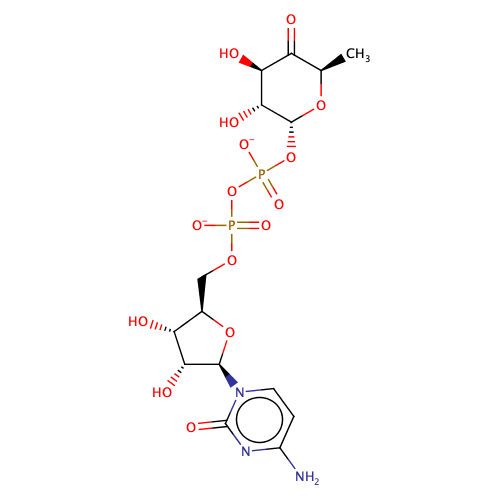 O
HO CH₃
HO O
O⁻ O
P
O O
O⁻ P O
O
HO O
HO N
O N
NH₂